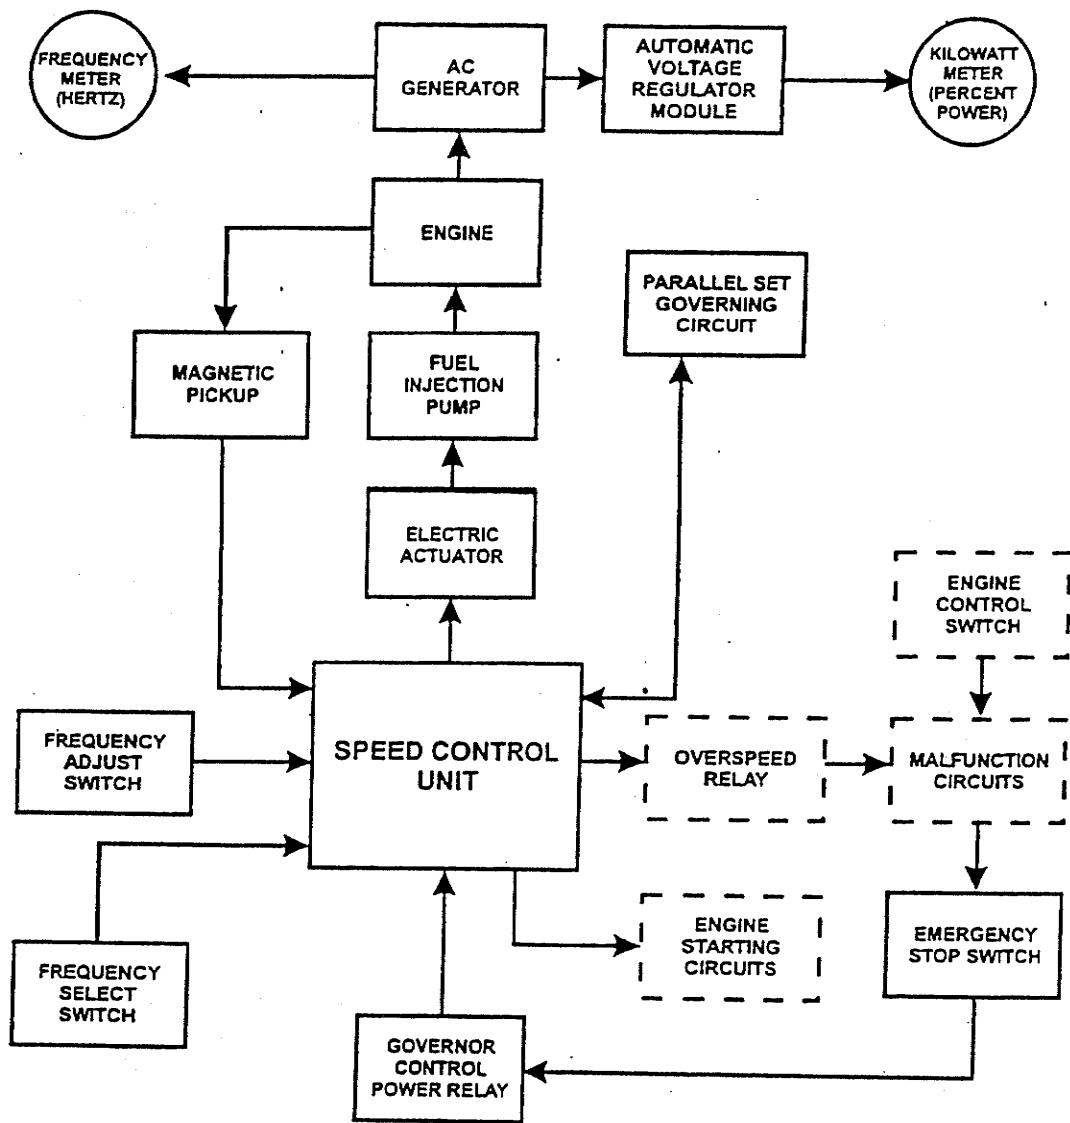 FREQUENCY
METER
(HERTZ)
AC
GENERATOR
AUTOMATIC
VOLTAGE
REGULATOR
MODULE
KILOWATT
METER
(PERCENT
POWER)
ENGINE
PARALLEL SET
GOVERNING
CIRCUIT
MAGNETIC
PICKUP
FUEL
INJECTION
PUMP
ELECTRIC
ACTUATOR
ENGINE
CONTROL
SWITCH
FREQUENCY
ADJUST
SWITCH
SPEED CONTROL
UNIT
OVERSPEED
RELAY
MALFUNCTION
CIRCUITS
FREQUENCY
SELECT
SWITCH
ENGINE
STARTING
CIRCUITS
EMERGENCY
STOP SWITCH
GOVERNOR
CONTROL
POWER RELAY